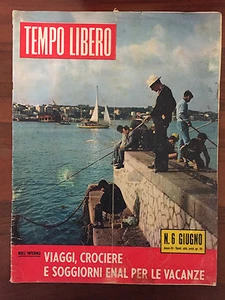 TEMPO LIBERO
N. 6 GIUGNO
VIAGGI, CROCIERE
E SOGGIORNI ENAL PER LE VACANZE